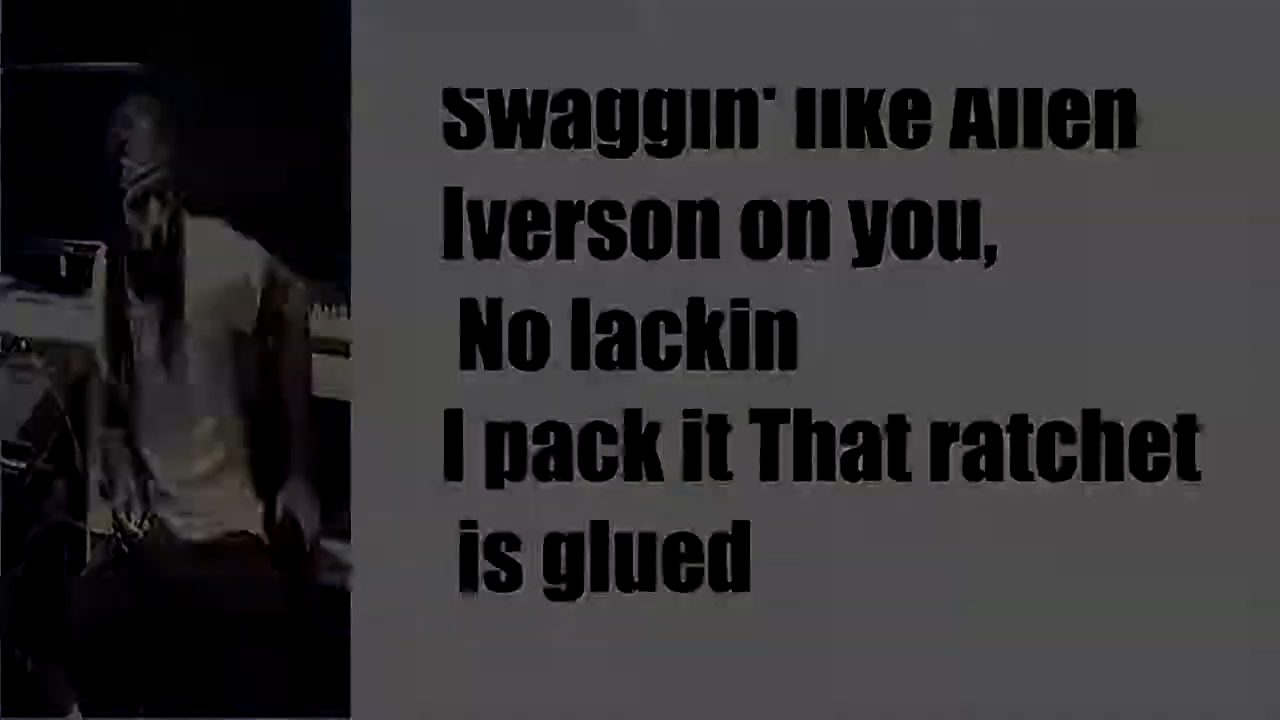 Swaggin' like Allen
Iverson on you,
No lackin
I pack it That ratchet
is glued